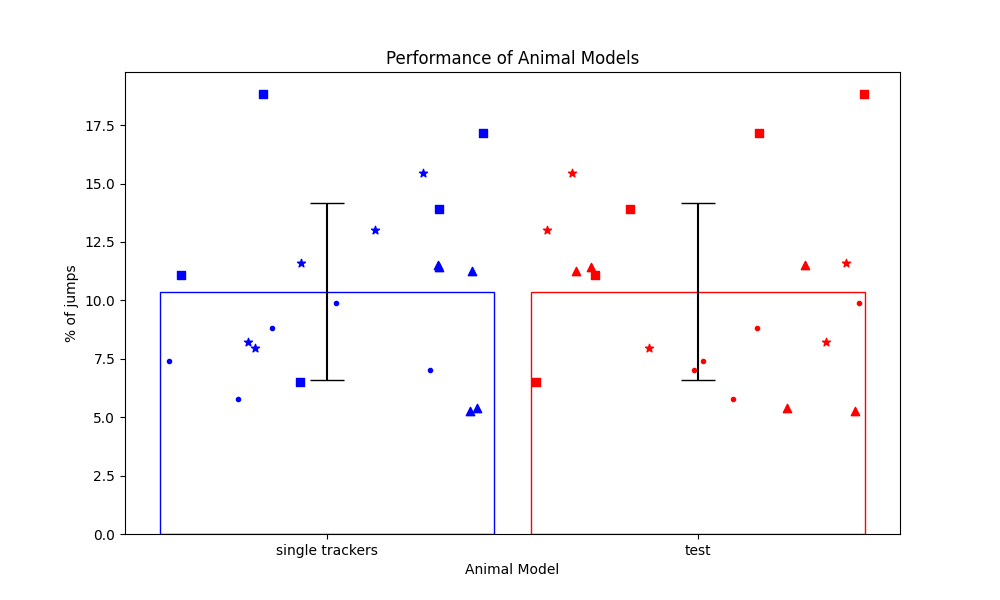 Performance of Animal Models
% of jumps
17.5
15.0
12.5
10.0
7.5
5.0
2.5
0.0
single trackers
test
Animal Model